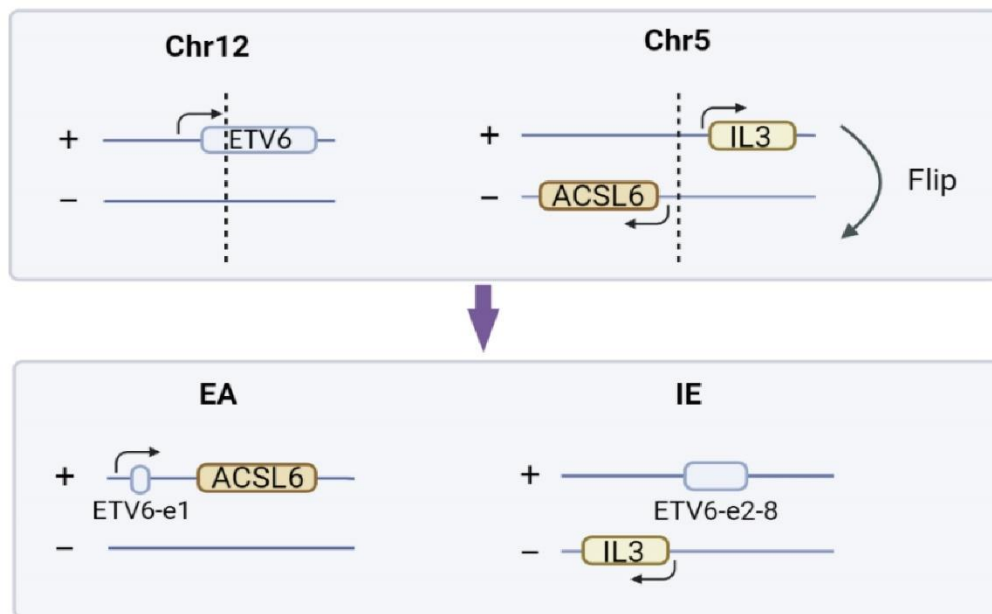 Chr12
Chr5
+
ETV6
+
IL3
−
−
ACSL6
Flip
EA
IE
+
ACSL6
+
ETV6-e1
ETV6-e2-8
−
−
IL3